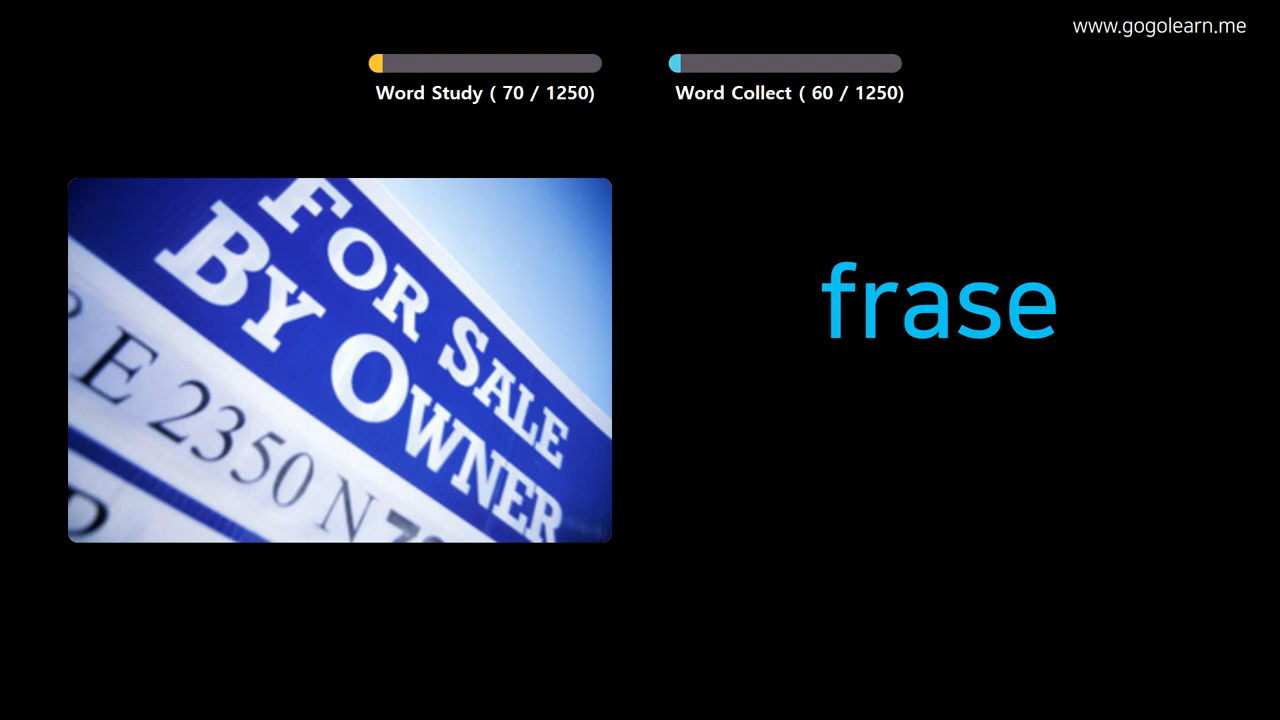 www.gogolearn.me
Word Study ( 70 / 1250)
Word Collect ( 60 / 1250)
FOR SALE
BY OWNER
E 2350 N
frase